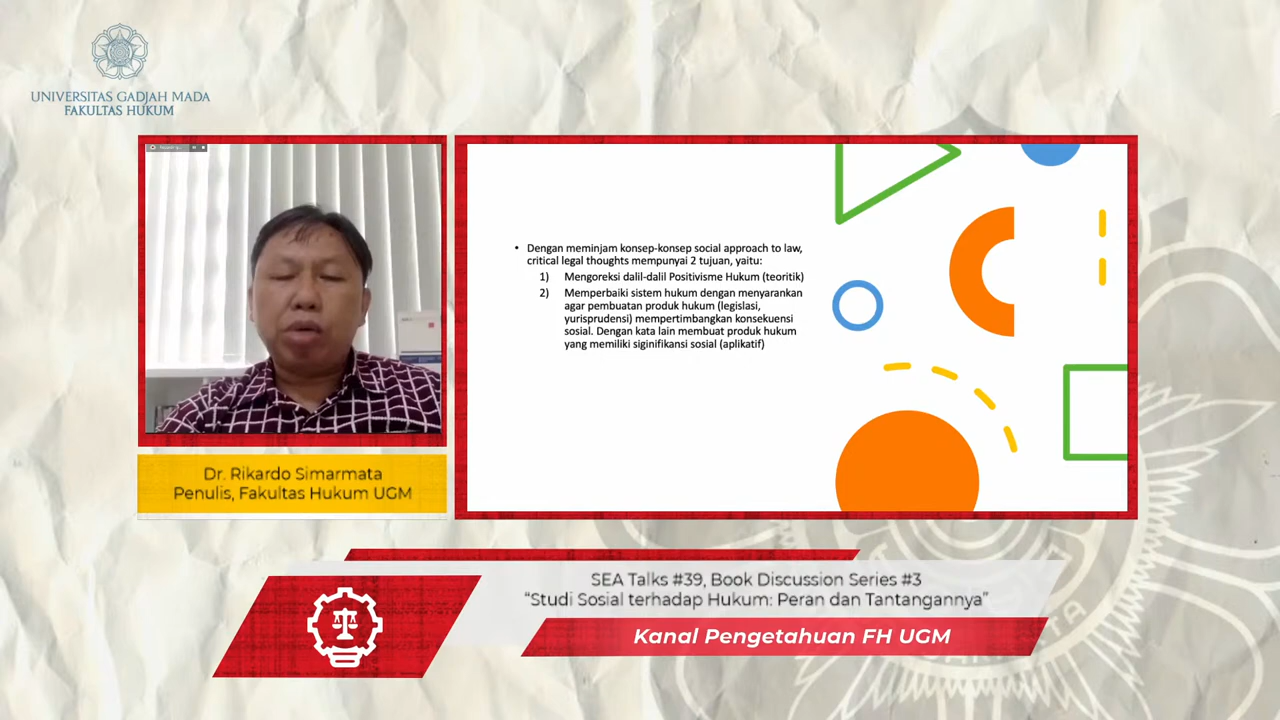 UNIVERSITAS GADJAH MADA
FAKULTAS HUKUM
• Dengan meminjam konsep-konsep social approach to law,
critical legal thoughts mempunyai 2 tujuan, yaitu:
1) Mengoreksi dalil-dalil Positivisme Hukum (teoritik)
2) Memperbaiki sistem hukum dengan menyarankan
agar pembuatan produk hukum (legislasi,
yurisprudensi) mempertimbangkan konsekuensi
sosial. Dengan kata lain membuat produk hukum
yang memiliki siginifikansi sosial (aplikatif)
Dr. Rikardo Simarmata
Penulis, Fakultas Hukum UGM
SEA Talks #39, Book Discussion Series #3
“Studi Sosial terhadap Hukum: Peran dan Tantangannya”
Kanal Pengetahuan FH UGM